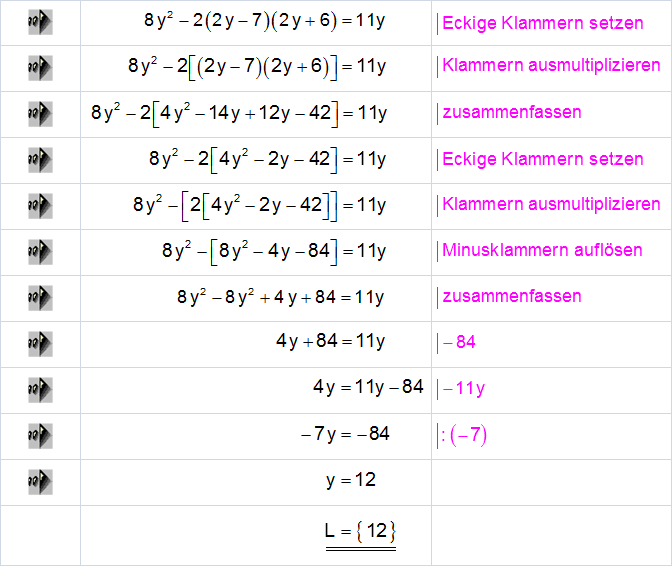 8y² − 2(2y − 7)(2y + 6) = 11y | Eckige Klammern setzen
8y² − 2[(2y − 7)(2y + 6)] = 11y | Klammern ausmultiplizieren
8y² − 2[4y² − 14y + 12y − 42] = 11y | zusammenfassen
8y² − 2[4y² − 2y − 42] = 11y | Eckige Klammern setzen
8y² − [2[4y² − 2y − 42]] = 11y | Klammern ausmultiplizieren
8y² − [8y² − 4y − 84] = 11y | Minusklammern auflösen
8y² − 8y² + 4y + 84 = 11y | zusammenfassen
4y + 84 = 11y | − 84
4y = 11y − 84 | − 11y
−7y = −84 | : (−7)
y = 12
L = {12}